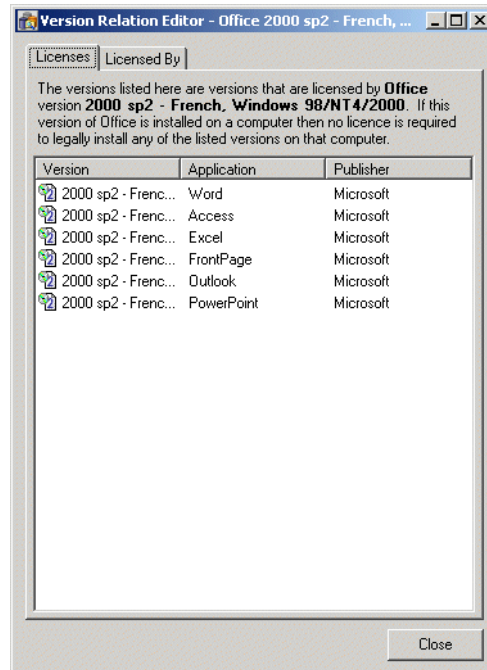 Version Relation Editor - Office 2000 sp2 - French, ...
Licenses Licensed By
The versions listed here are versions that are licensed by Office
version 2000 sp2 - French, Windows 98/NT4/2000. If this
version of Office is installed on a computer then no licence is required
to legally install any of the listed versions on that computer.
Version Application Publisher
2000 sp2 - Frenc... Word Microsoft
2000 sp2 - Frenc... Access Microsoft
2000 sp2 - Frenc... Excel Microsoft
2000 sp2 - Frenc... FrontPage Microsoft
2000 sp2 - Frenc... Outlook Microsoft
2000 sp2 - Frenc... PowerPoint Microsoft
Close